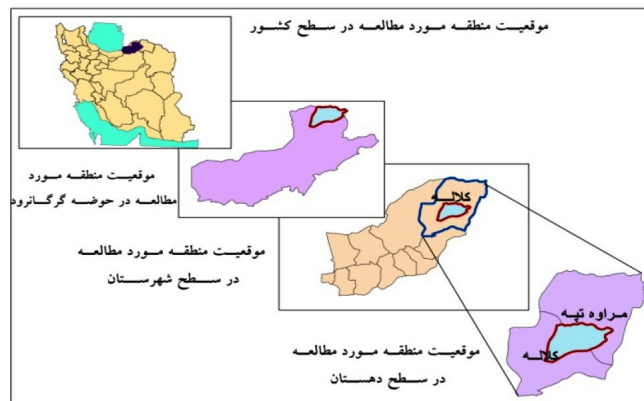 موقعیت منطقه مورد مطالعه در سطح کشور
موقعیت منطقه مورد
مطالعه در حوضه گرگانرود
کلاله
موقعیت منطقه مورد مطالعه
در سطح شهرستان
مراوه تپه
کلاله
موقعیت منطقه مورد مطالعه
در سطح دهستان